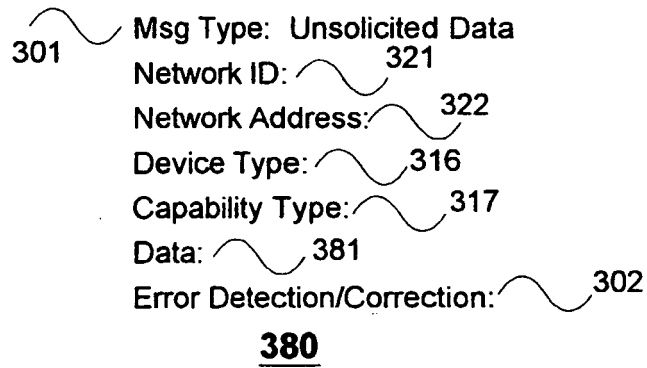 301 Msg Type: Unsolicited Data
Network ID: 321
Network Address: 322
Device Type: 316
Capability Type: 317
Data: 381
Error Detection/Correction: 302
380